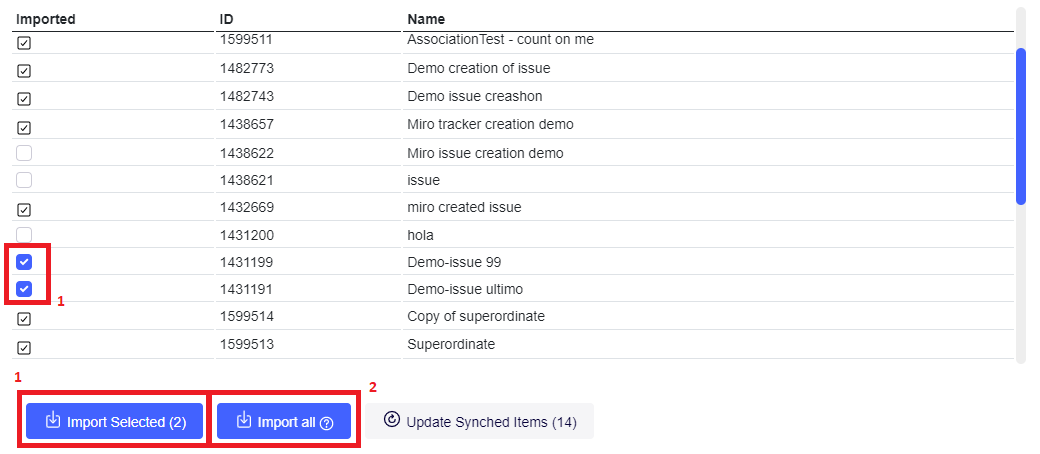 Imported ID Name
1599511 AssociationTest - count on me
1482773 Demo creation of issue
1482743 Demo issue creashon
1438657 Miro tracker creation demo
1438622 Miro issue creation demo
1438621 issue
1432669 miro created issue
1431200 hola
1431199 Demo-issue 99
1431191 Demo-issue ultimo
1
1599514 Copy of superordinate
1599513 Superordinate
1
2
Import Selected (2) Import all ? Update Synched Items (14)